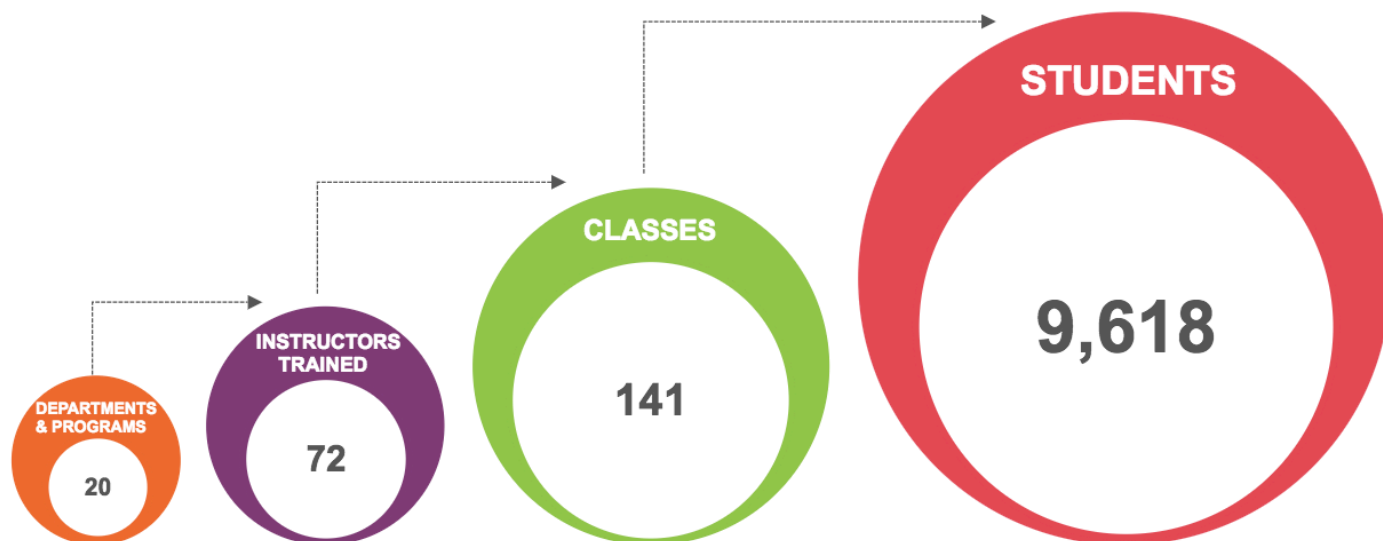 DEPARTMENTS
& PROGRAMS
20
INSTRUCTORS
TRAINED
72
CLASSES
141
STUDENTS
9,618